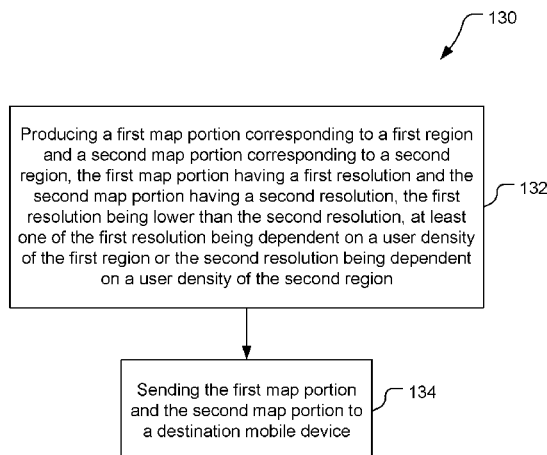 130
Producing a first map portion corresponding to a first region
and a second map portion corresponding to a second
region, the first map portion having a first resolution and the
second map portion having a second resolution, the first
resolution being lower than the second resolution, at least
one of the first resolution being dependent on a user density
of the first region or the second resolution being dependent
on a user density of the second region
132
Sending the first map portion
and the second map portion to
a destination mobile device
134